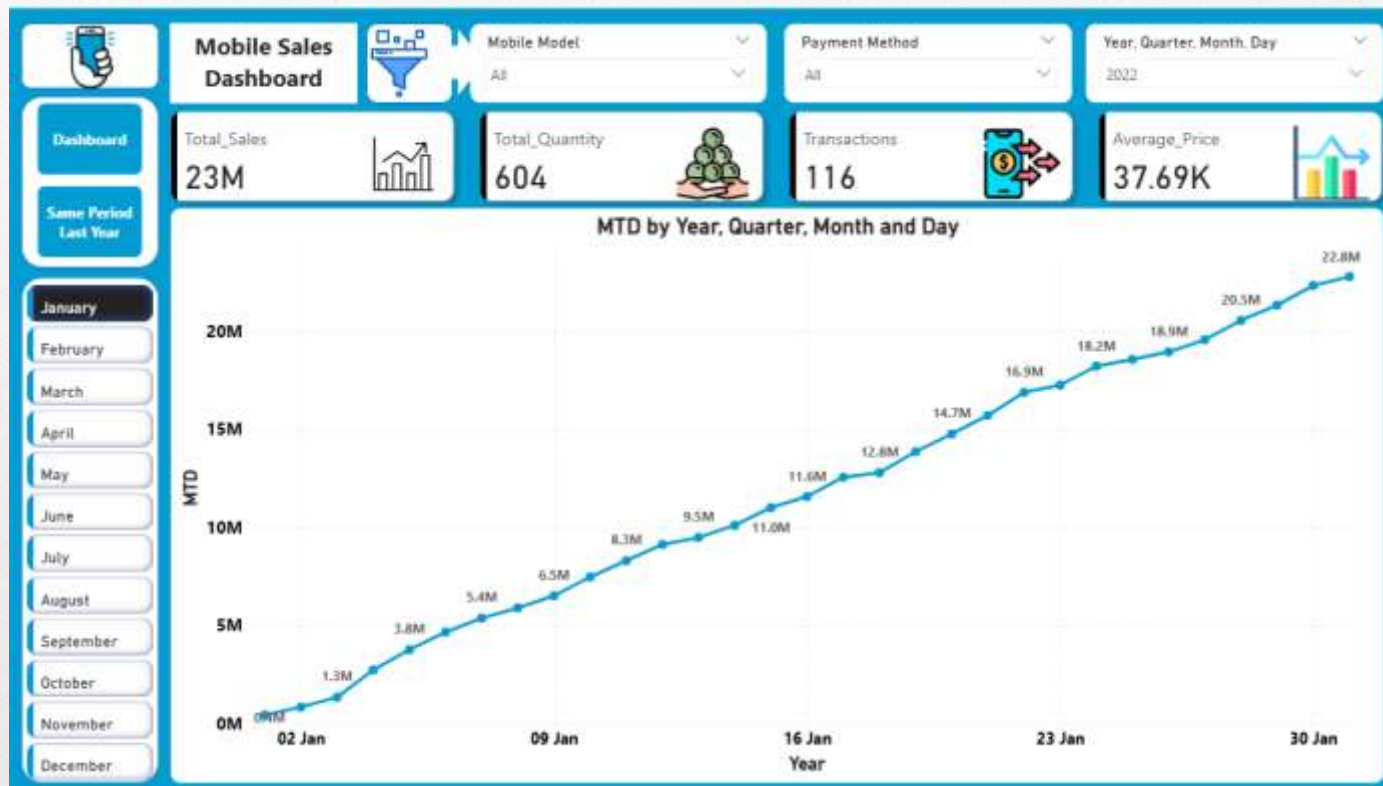 Mobile Sales
Dashboard
Mobile Model
All
Payment Method
All
Year, Quarter, Month, Day
2022
Dashboard
Same Period
Last Year
Total_Sales
23M
Total_Quantity
604
Transactions
116
Average_Price
37.69K
January
February
March
April
May
June
July
August
September
October
November
December
MTD by Year, Quarter, Month and Day
MTD
20M
15M
10M
5M
0M
0.4M
1.3M
3.8M
5.4M
6.5M
8.3M
9.5M
11.0M
11.6M
12.8M
14.7M
16.9M
18.2M
18.9M
20.5M
22.8M
02 Jan
09 Jan
16 Jan
23 Jan
30 Jan
Year